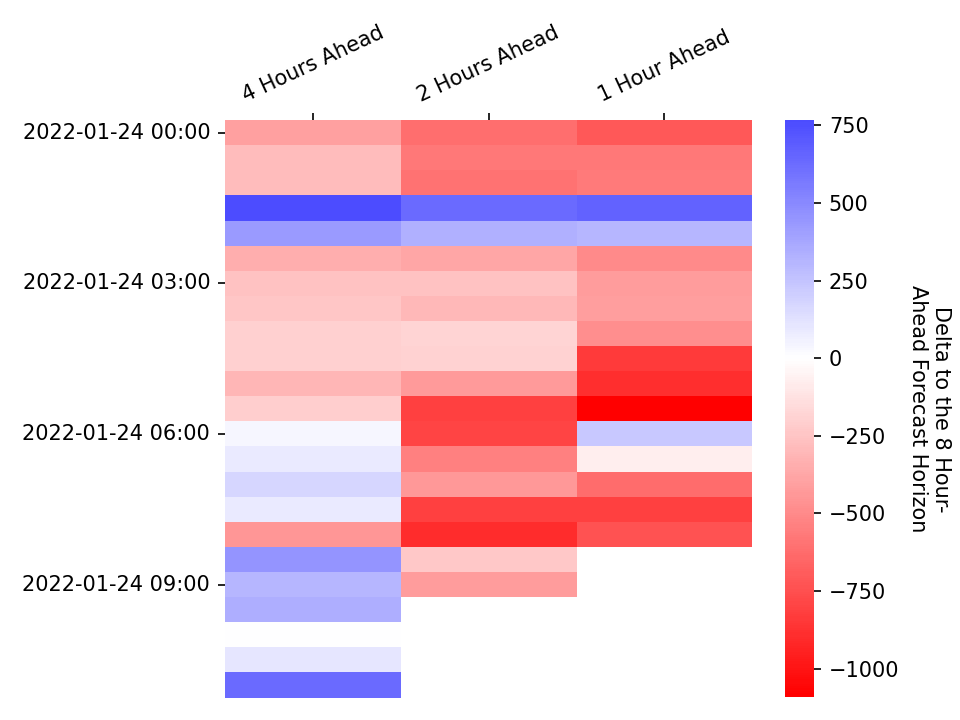 4 Hours Ahead
2 Hours Ahead
1 Hour Ahead
2022-01-24 00:00
2022-01-24 03:00
2022-01-24 06:00
2022-01-24 09:00
750
500
250
0
−250
−500
−750
−1000
Delta to the 8 Hour-
Ahead Forecast Horizon